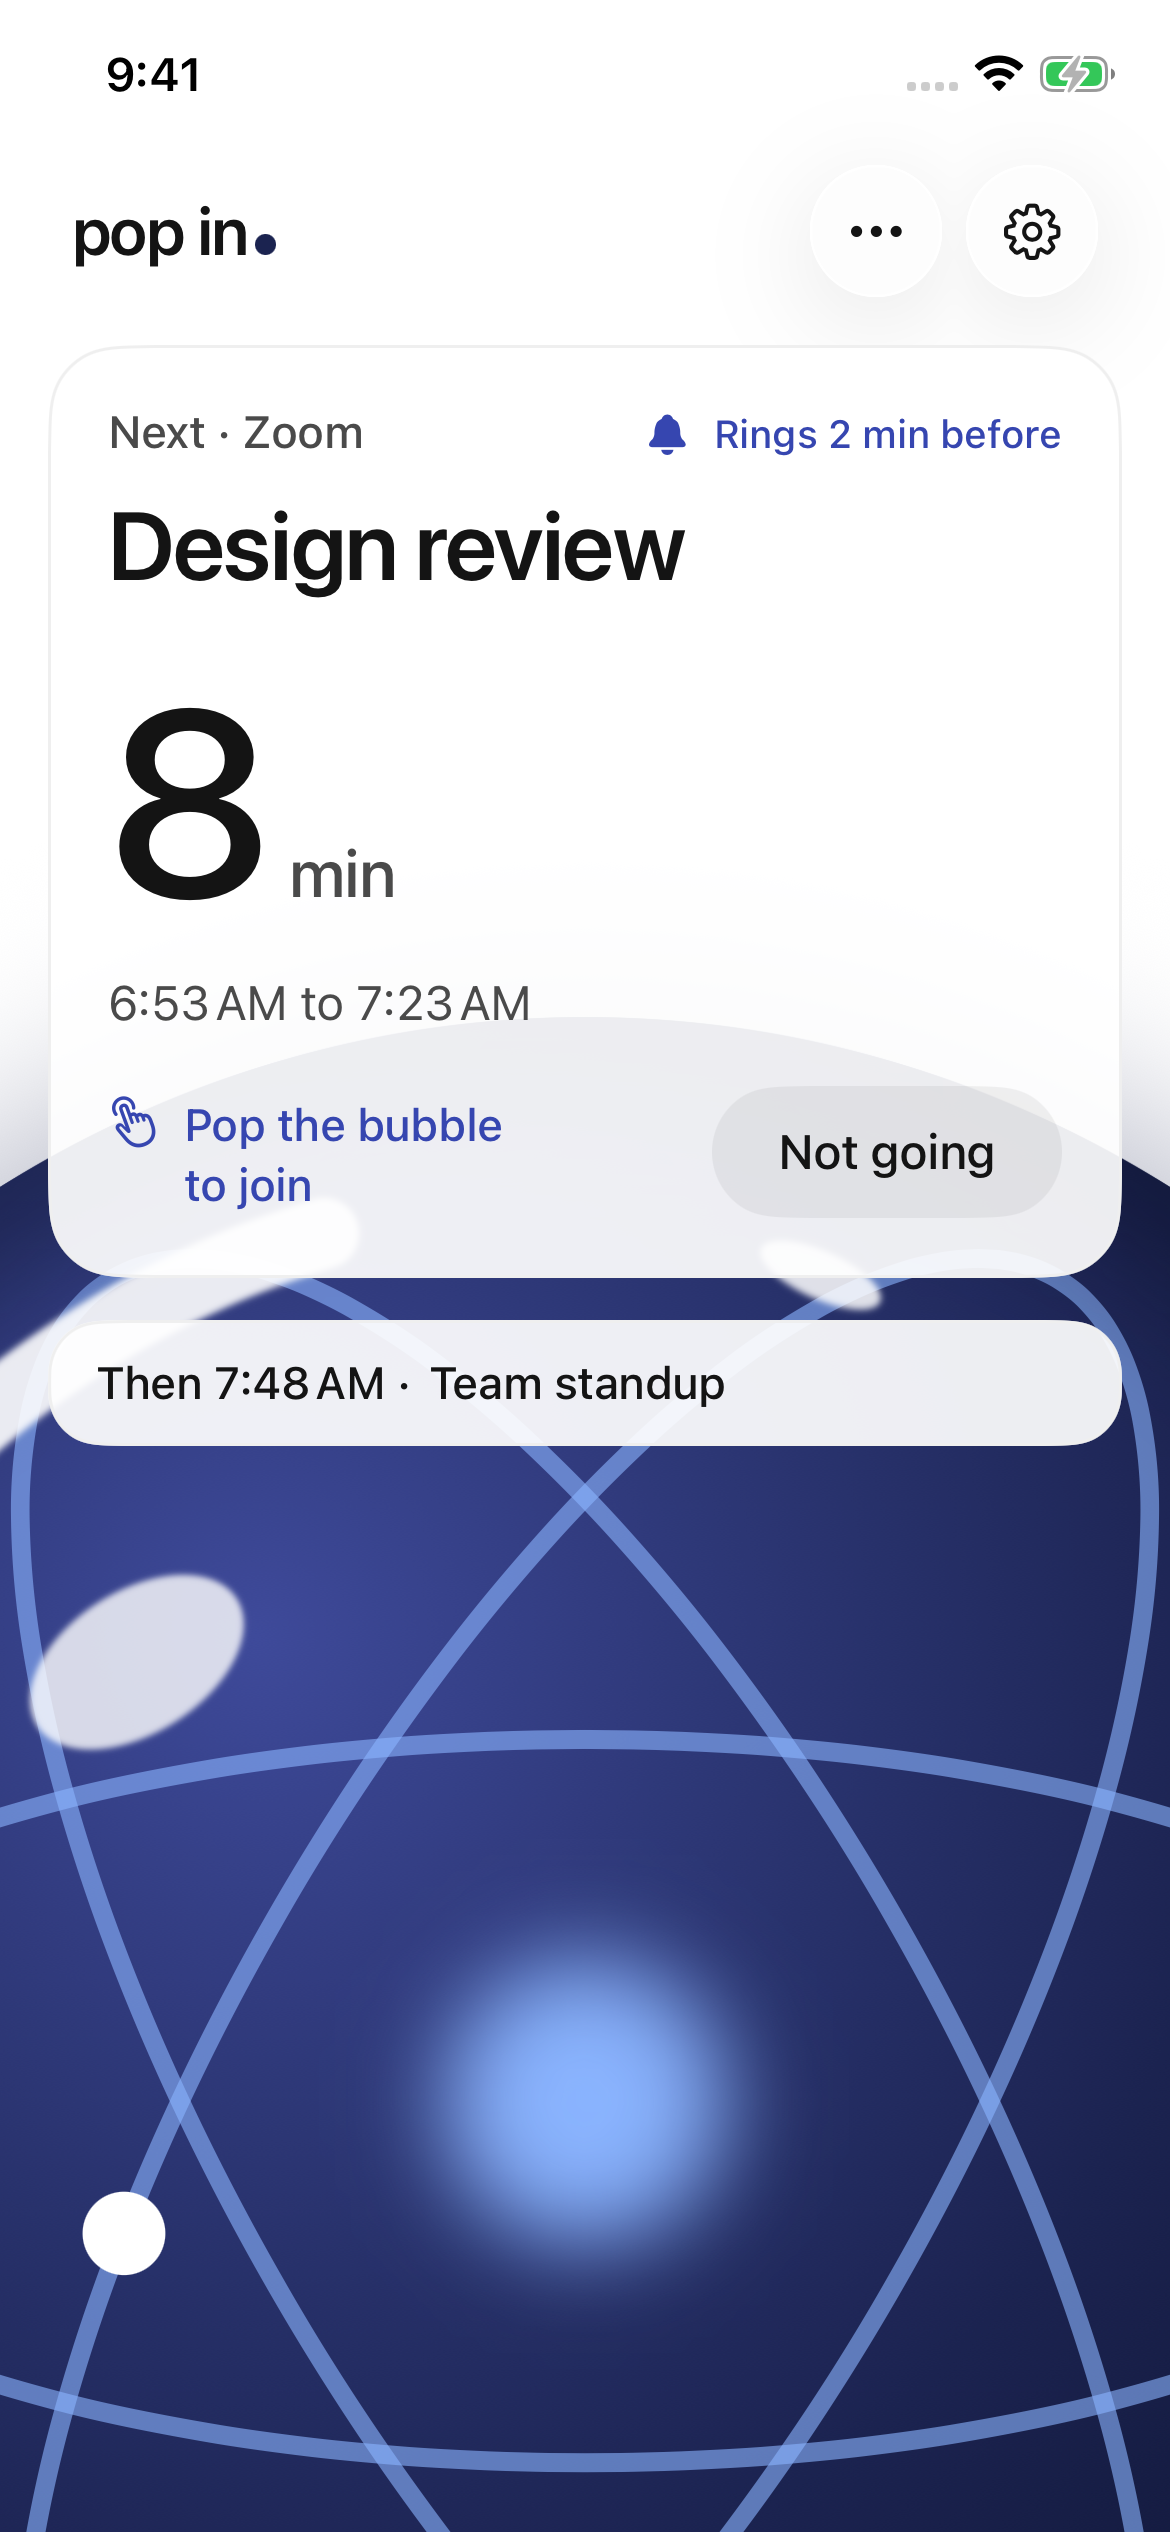 9:41
pop in.
Next · Zoom
Rings 2 min before
Design review
8 min
6:53 AM to 7:23 AM
Pop the bubble
to join
Not going
Then 7:48 AM · Team standup